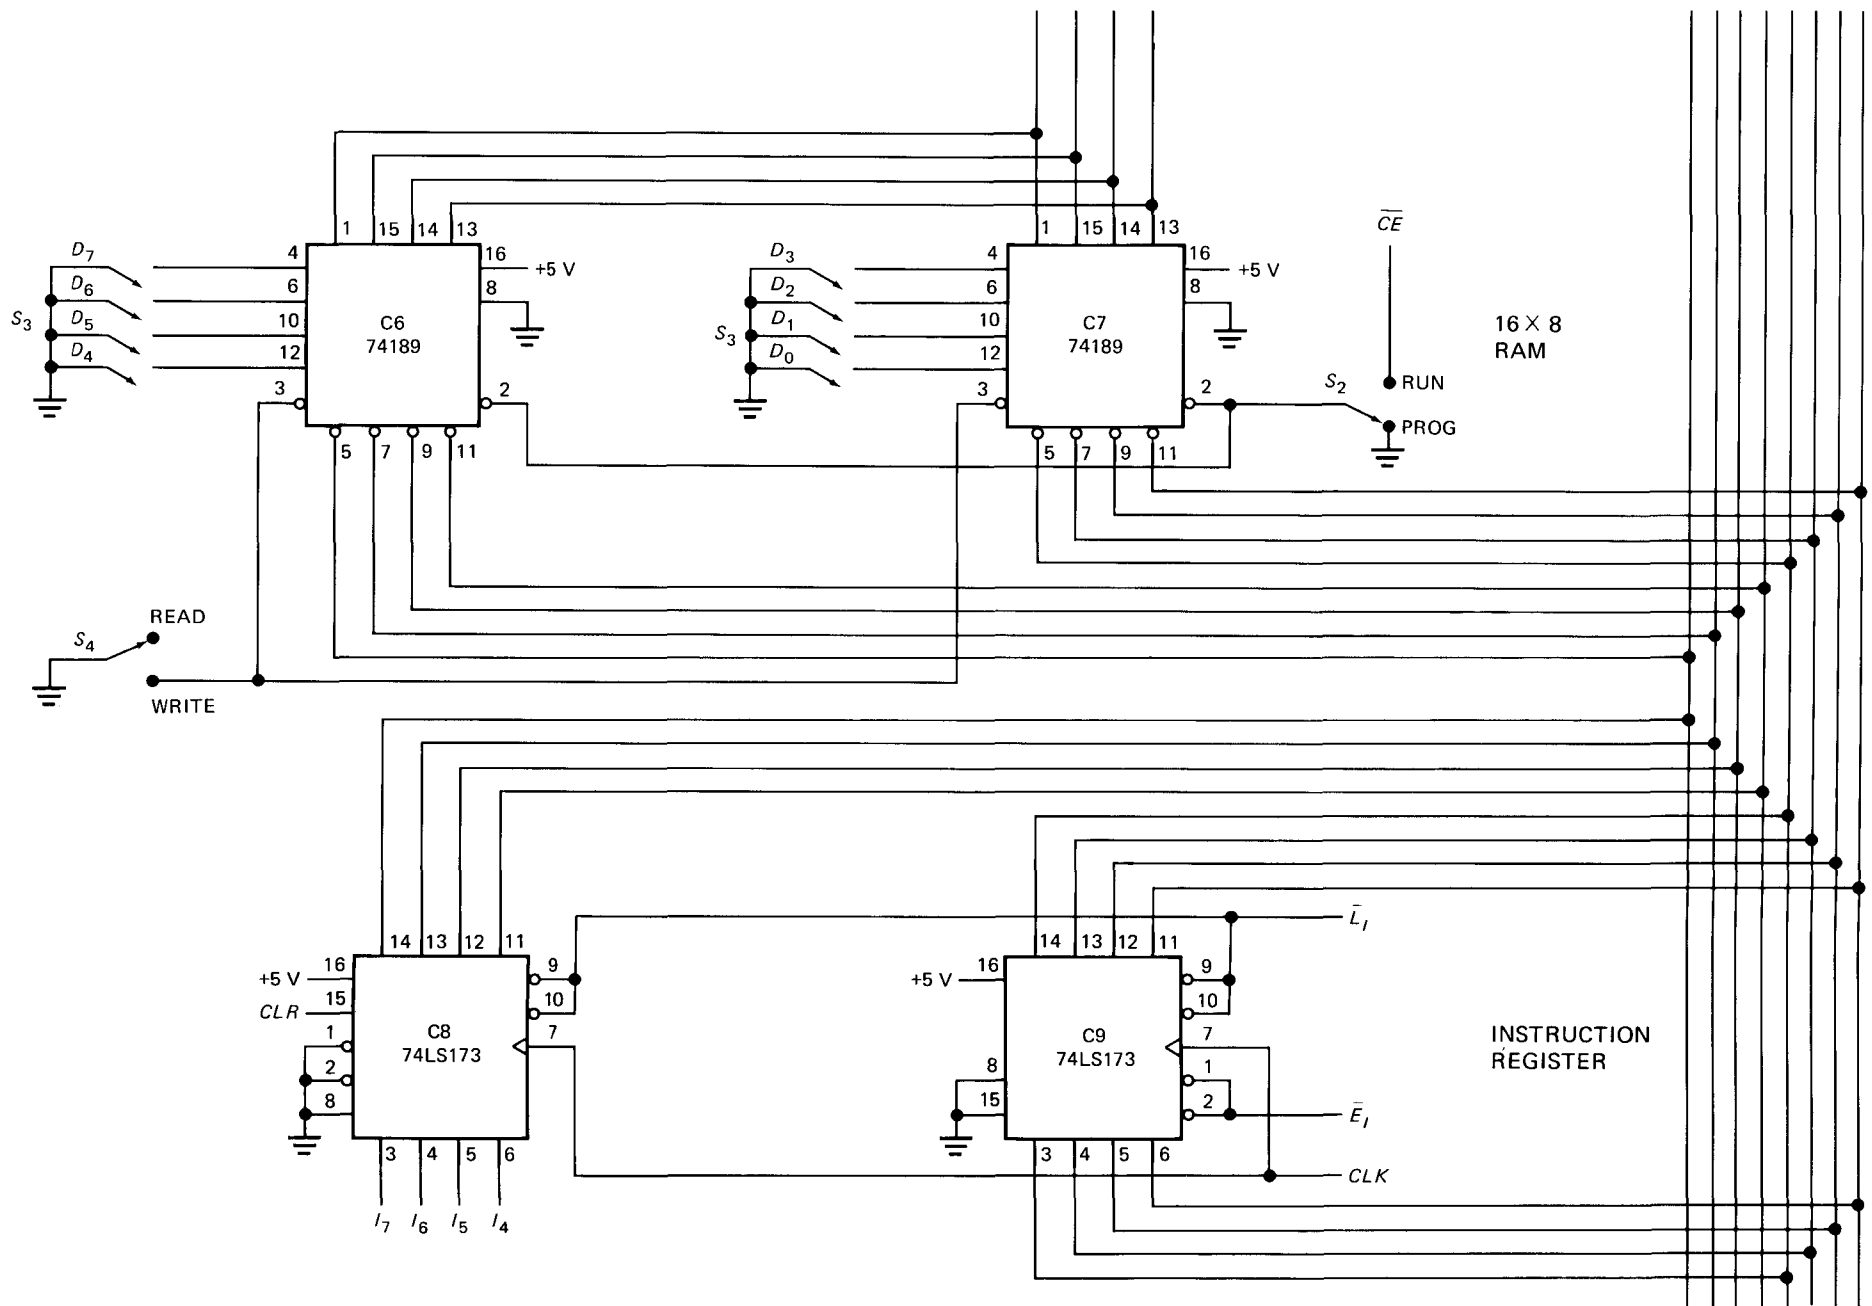 1 15 14 13
1 15 14 13
C̅E̅
D7 4
D6 6
S3 D5 10
D4 12
3
C6
74189
16 +5 V
8
2
5 7 9 11
D3 4
D2 6
S3 D1 10
D0 12
3
C7
74189
16 +5 V
8
2
5 7 9 11
S2
RUN
PROG
16 X 8
RAM
READ
S4
WRITE
14 13 12 11
+5 V 16
CLR 15
1
2
8
C8
74LS173
9
10
7
3 4 5 6
I7 I6 I5 I4
14 13 12 11
+5 V 16
8
15
C9
74LS173
9
10
7
1
2
3 4 5 6
L̅I
E̅I
CLK
INSTRUCTION
REGISTER